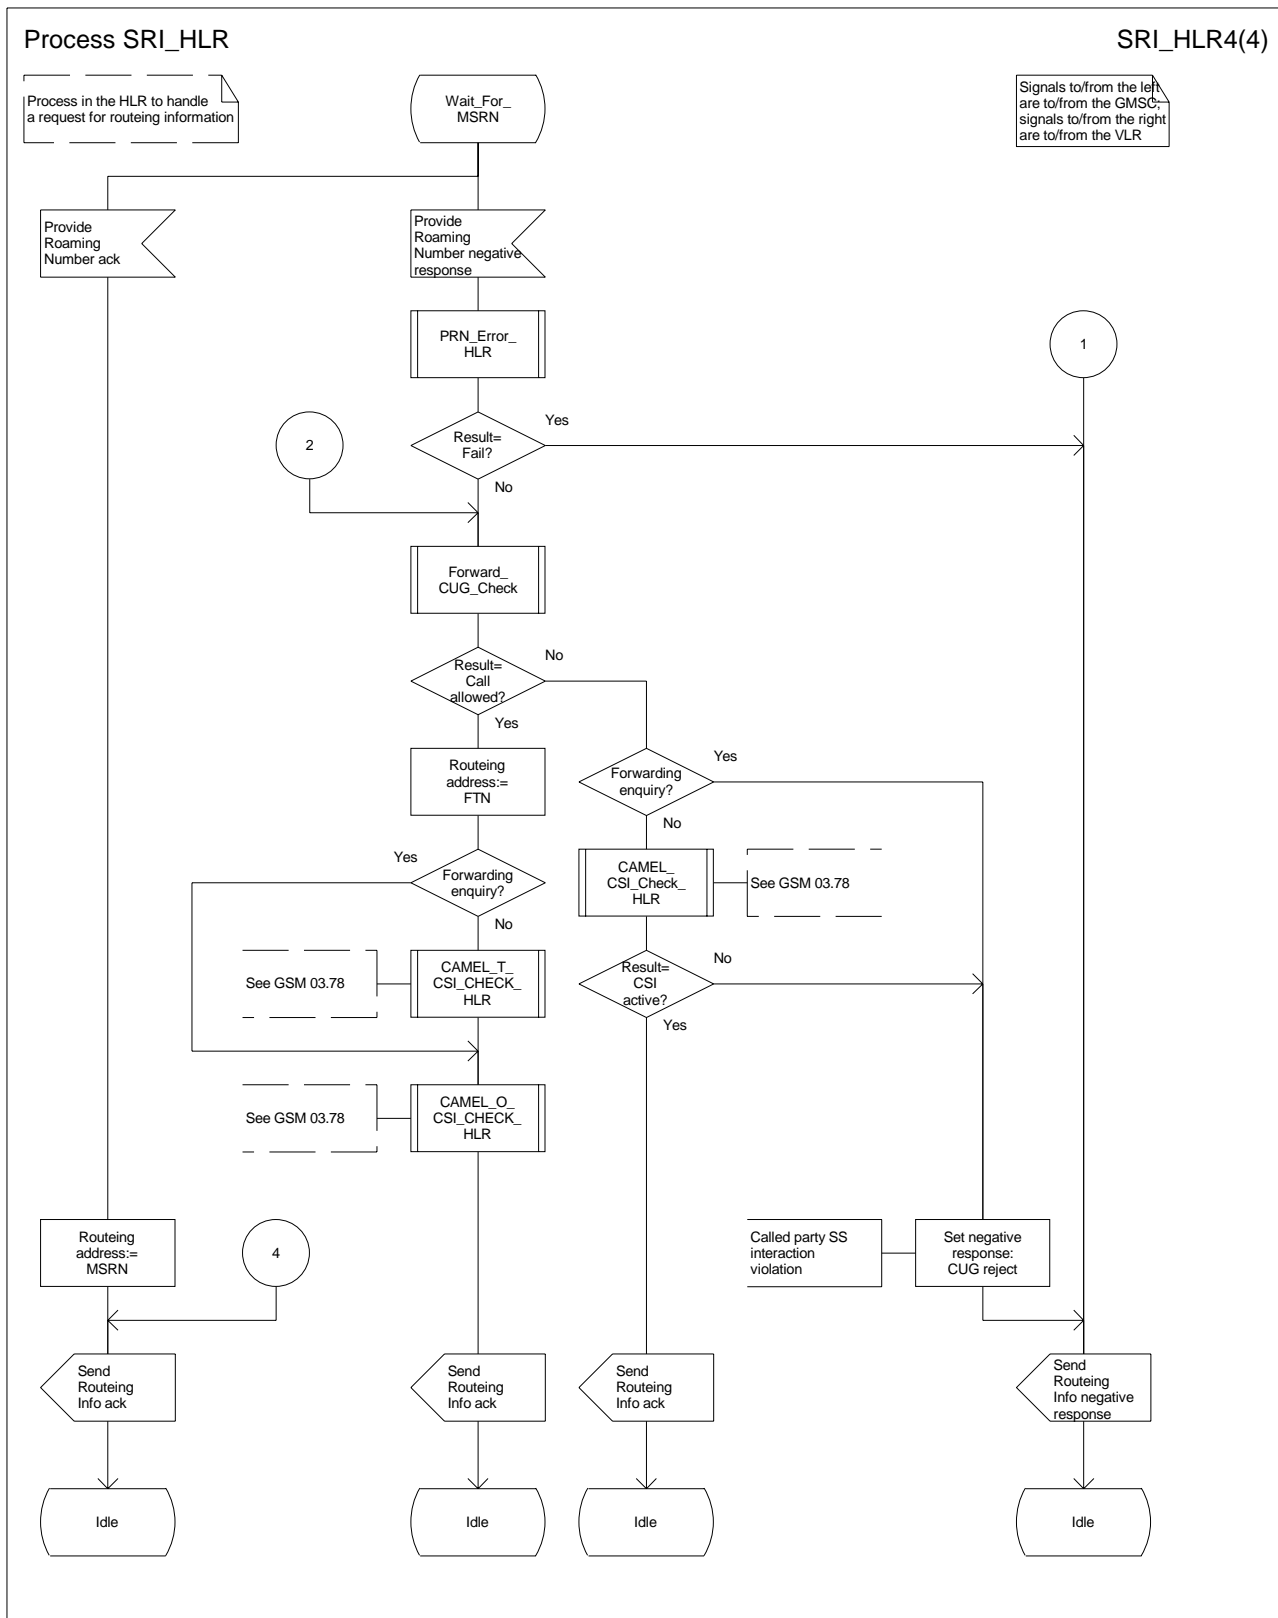 Process SRI_HLR
SRI_HLR4(4)
Process in the HLR to handle
a request for routeing information
Wait_For_
MSRN
Signals to/from the left
are to/from the GMSC;
signals to/from the right
are to/from the VLR
Provide
Roaming
Number ack
Provide
Roaming
Number negative
response
PRN_Error_
HLR
1
2
Result=
Fail?
Yes
No
Forward_
CUG_Check
Result=
Call
allowed?
No
Yes
Routeing
address:=
FTN
Forwarding
enquiry?
Yes
No
Yes
Forwarding
enquiry?
No
CAMEL_
CSI_Check_
HLR
See GSM 03.78
See GSM 03.78
CAMEL_T_
CSI_CHECK_
HLR
Result=
CSI
active?
No
Yes
See GSM 03.78
CAMEL_O_
CSI_CHECK_
HLR
Routeing
address:=
MSRN
4
Called party SS
interaction
violation
Set negative
response:
CUG reject
Send
Routeing
Info ack
Send
Routeing
Info ack
Send
Routeing
Info ack
Send
Routeing
Info negative
response
Idle
Idle
Idle
Idle